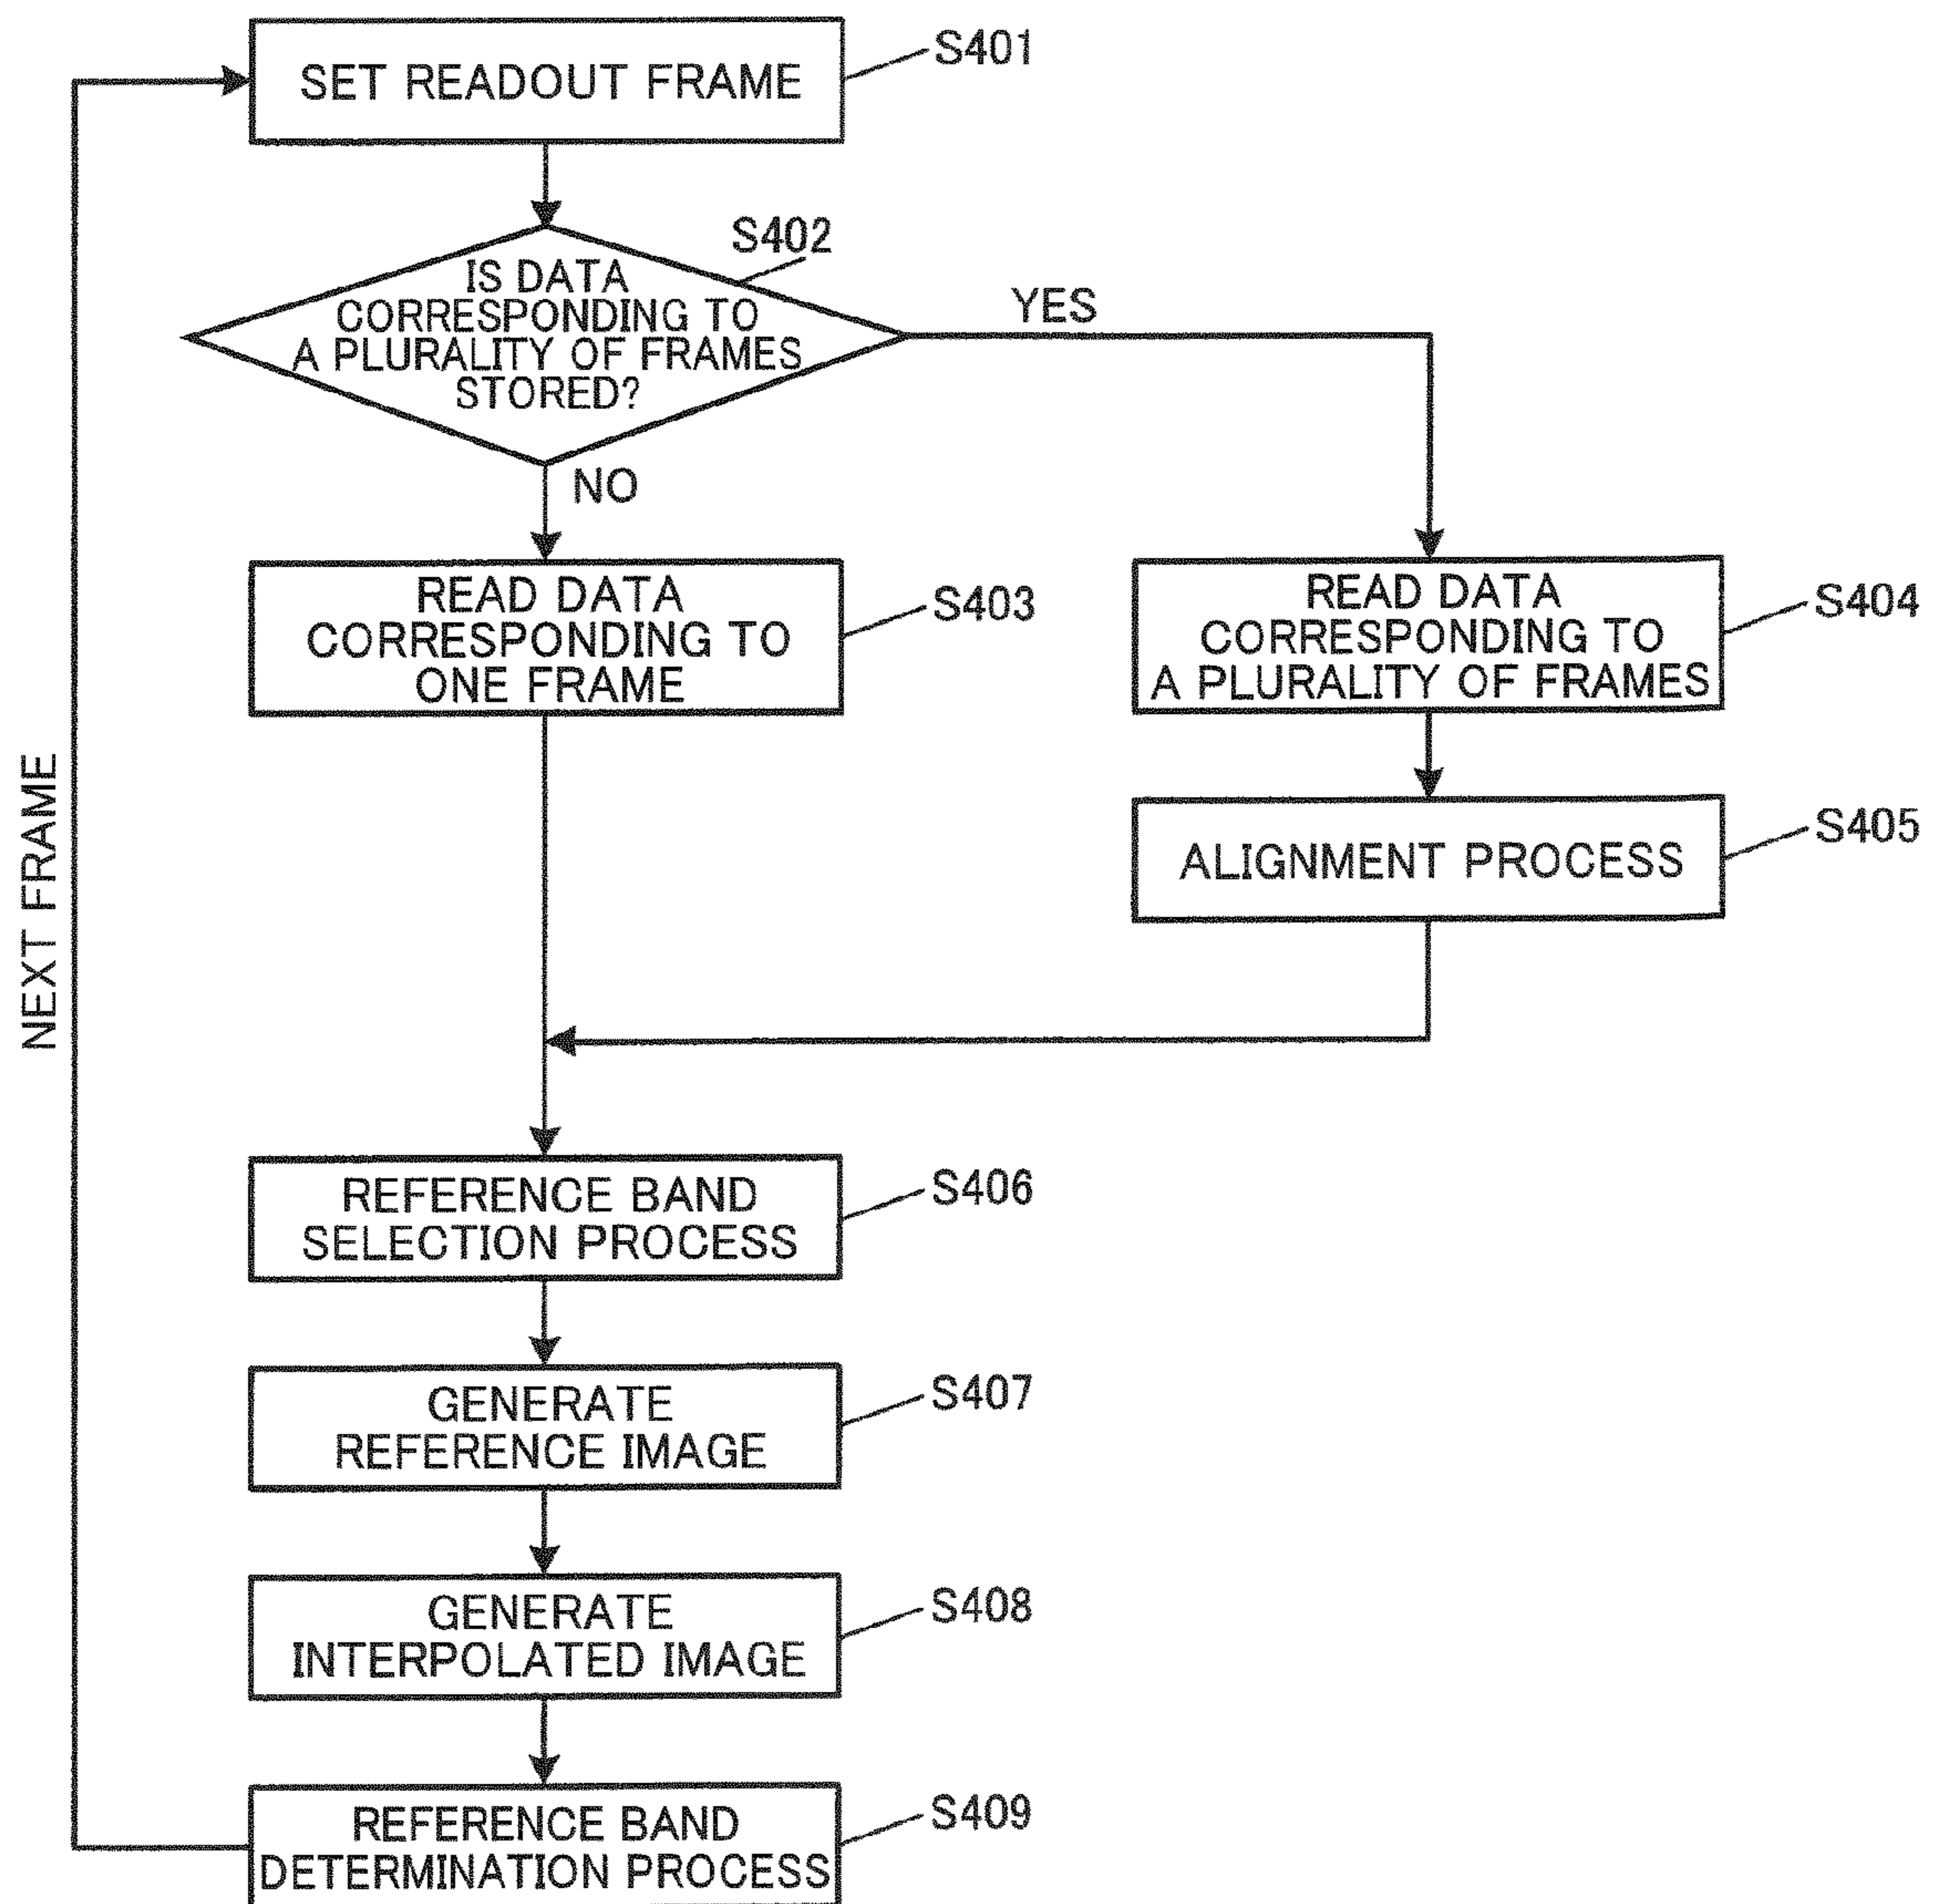 SET READOUT FRAME
S401
S402
IS DATA
CORRESPONDING TO
A PLURALITY OF FRAMES
STORED?
YES
NO
READ DATA
CORRESPONDING TO
ONE FRAME
S403
READ DATA
CORRESPONDING TO
A PLURALITY OF FRAMES
S404
ALIGNMENT PROCESS
S405
NEXT FRAME
REFERENCE BAND
SELECTION PROCESS
S406
GENERATE
REFERENCE IMAGE
S407
GENERATE
INTERPOLATED IMAGE
S408
REFERENCE BAND
DETERMINATION PROCESS
S409